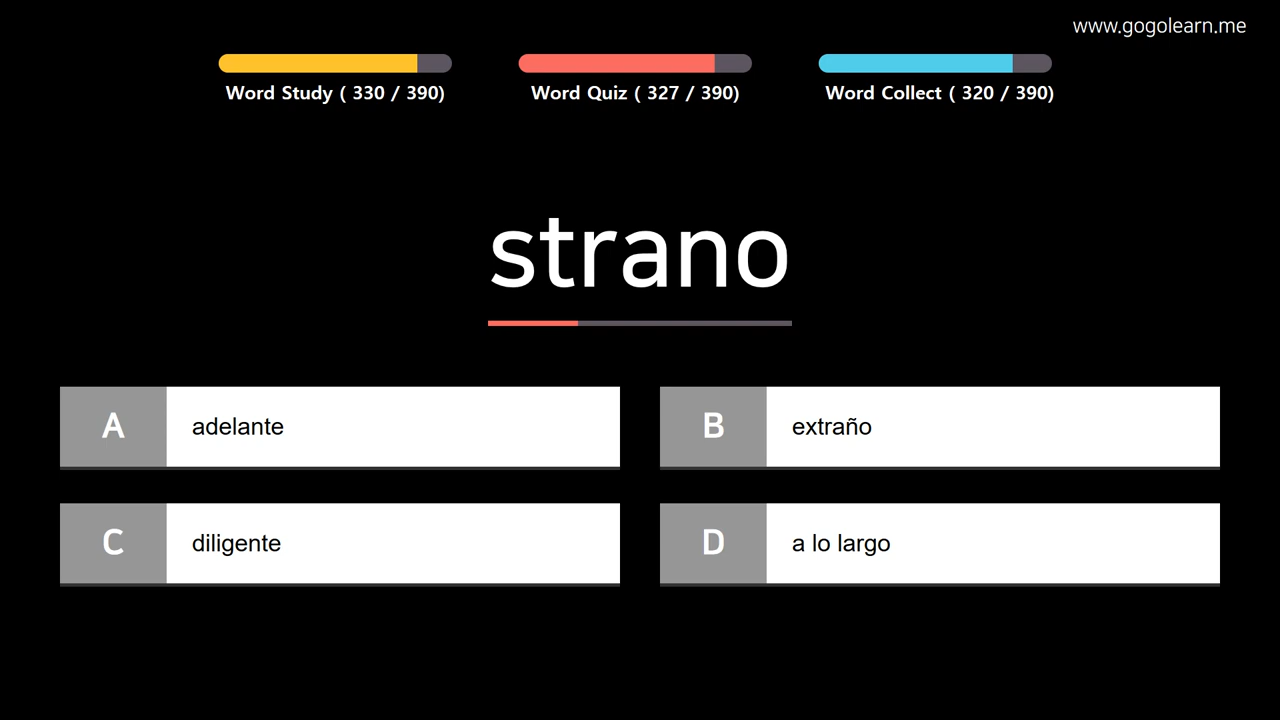 www.gogolearn.me
Word Study ( 330 / 390)
Word Quiz ( 327 / 390)
Word Collect ( 320 / 390)
strano
A adelante
B extraño
C diligente
D a lo largo